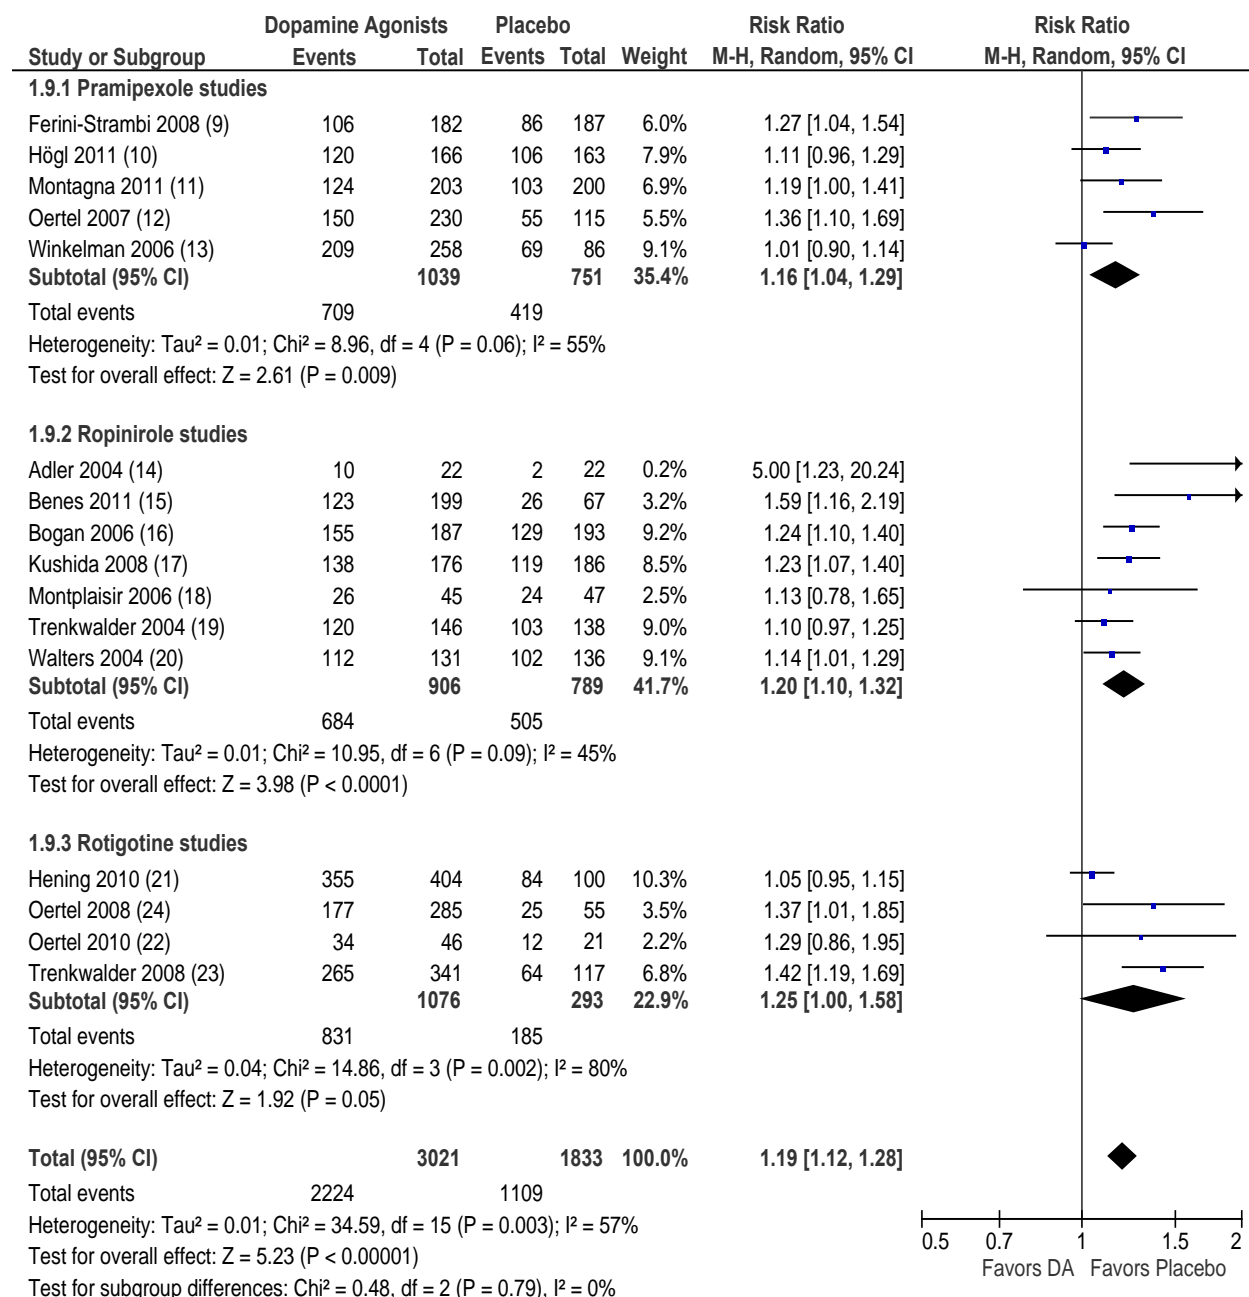 Dopamine Agonists Placebo Risk Ratio Risk Ratio
Study or Subgroup Events Total Events Total Weight M-H, Random, 95% CI M-H, Random, 95% CI
1.9.1 Pramipexole studies
Ferini-Strambi 2008 (9) 106 182 86 187 6.0% 1.27 [1.04, 1.54]
Högl 2011 (10) 120 166 106 163 7.9% 1.11 [0.96, 1.29]
Montagna 2011 (11) 124 203 103 200 6.9% 1.19 [1.00, 1.41]
Oertel 2007 (12) 150 230 55 115 5.5% 1.36 [1.10, 1.69]
Winkelman 2006 (13) 209 258 69 86 9.1% 1.01 [0.90, 1.14]
Subtotal (95% CI) 1039 751 35.4% 1.16 [1.04, 1.29]
Total events 709 419
Heterogeneity: Tau² = 0.01; Chi² = 8.96, df = 4 (P = 0.06); I² = 55%
Test for overall effect: Z = 2.61 (P = 0.009)
1.9.2 Ropinirole studies
Adler 2004 (14) 10 22 2 22 0.2% 5.00 [1.23, 20.24]
Benes 2011 (15) 123 199 26 67 3.2% 1.59 [1.16, 2.19]
Bogan 2006 (16) 155 187 129 193 9.2% 1.24 [1.10, 1.40]
Kushida 2008 (17) 138 176 119 186 8.5% 1.23 [1.07, 1.40]
Montplaisir 2006 (18) 26 45 24 47 2.5% 1.13 [0.78, 1.65]
Trenkwalder 2004 (19) 120 146 103 138 9.0% 1.10 [0.97, 1.25]
Walters 2004 (20) 112 131 102 136 9.1% 1.14 [1.01, 1.29]
Subtotal (95% CI) 906 789 41.7% 1.20 [1.10, 1.32]
Total events 684 505
Heterogeneity: Tau² = 0.01; Chi² = 10.95, df = 6 (P = 0.09); I² = 45%
Test for overall effect: Z = 3.98 (P < 0.0001)
1.9.3 Rotigotine studies
Hening 2010 (21) 355 404 84 100 10.3% 1.05 [0.95, 1.15]
Oertel 2008 (24) 177 285 25 55 3.5% 1.37 [1.01, 1.85]
Oertel 2010 (22) 34 46 12 21 2.2% 1.29 [0.86, 1.95]
Trenkwalder 2008 (23) 265 341 64 117 6.8% 1.42 [1.19, 1.69]
Subtotal (95% CI) 1076 293 22.9% 1.25 [1.00, 1.58]
Total events 831 185
Heterogeneity: Tau² = 0.04; Chi² = 14.86, df = 3 (P = 0.002); I² = 80%
Test for overall effect: Z = 1.92 (P = 0.05)
Total (95% CI) 3021 1833 100.0% 1.19 [1.12, 1.28]
Total events 2224 1109
Heterogeneity: Tau² = 0.01; Chi² = 34.59, df = 15 (P = 0.003); I² = 57%
Test for overall effect: Z = 5.23 (P < 0.00001)
Test for subgroup differences: Chi² = 0.48, df = 2 (P = 0.79), I² = 0%
0.5 0.7 1 1.5 2
Favors DA Favors Placebo